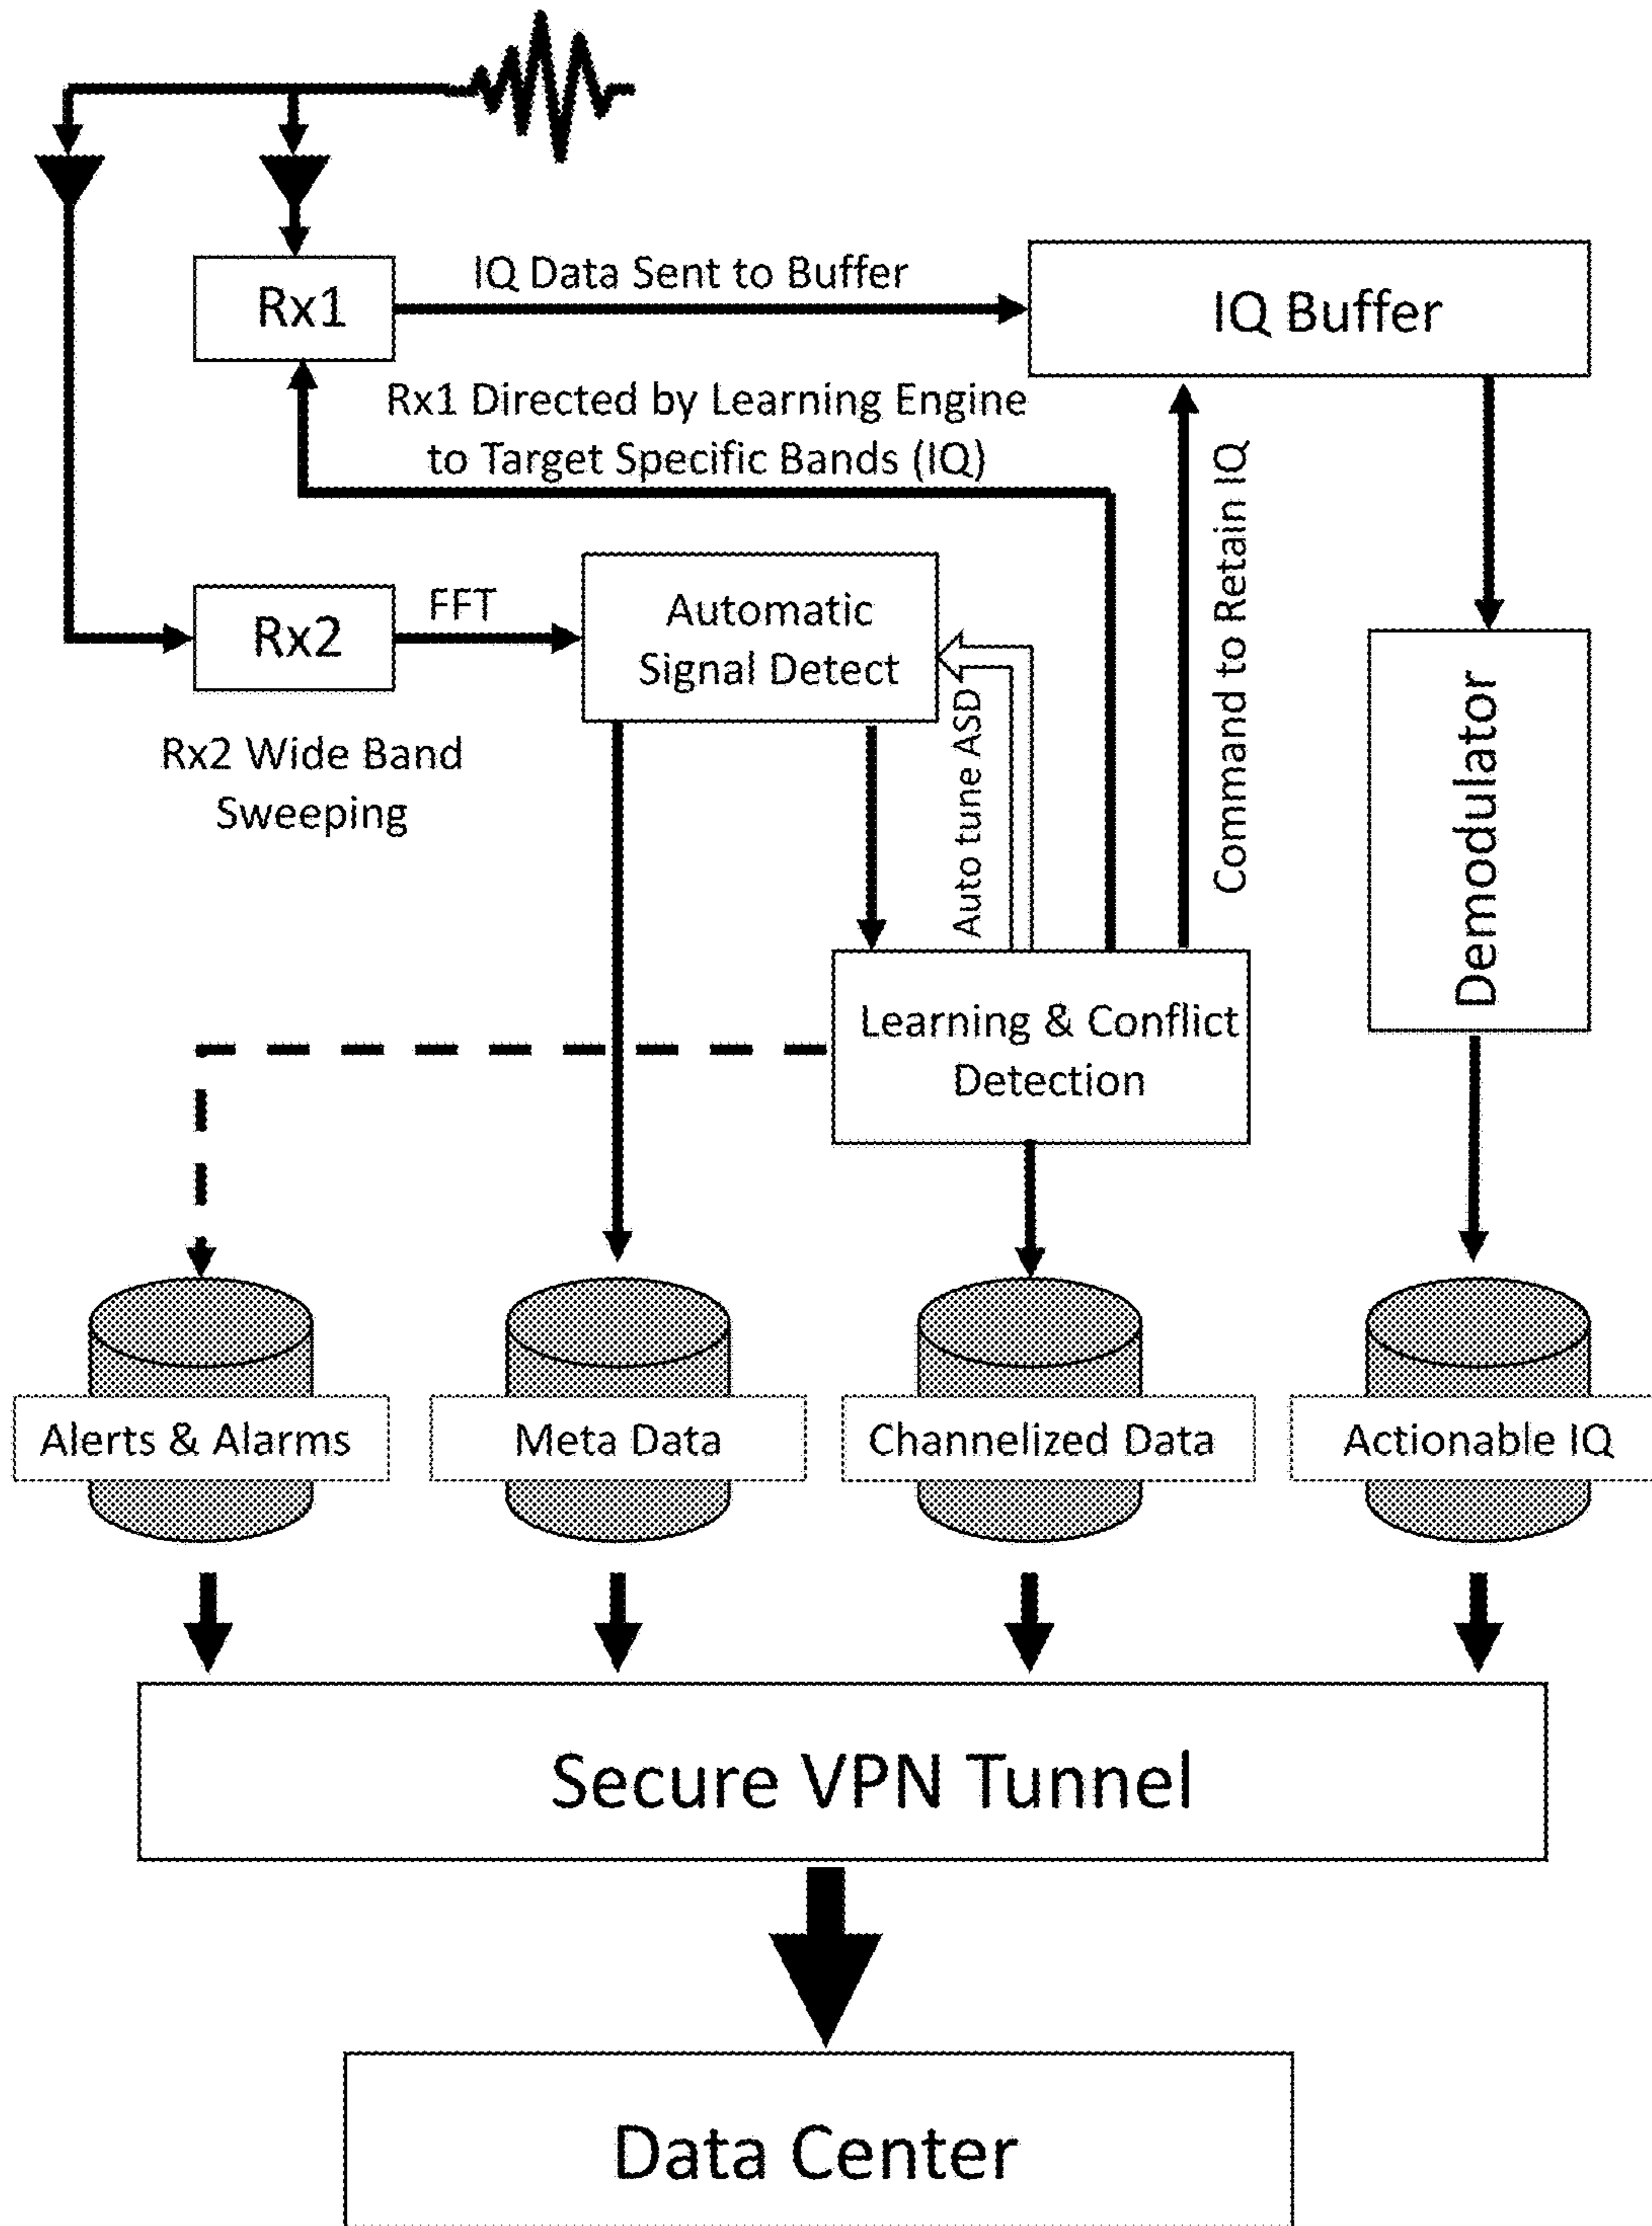 IQ Data Sent to Buffer
Rx1
IQ Buffer
Rx1 Directed by Learning Engine
to Target Specific Bands (IQ)
Command to Retain IQ
Rx2
FFT
Automatic
Signal Detect
Rx2 Wide Band
Sweeping
Auto tune ASD
Demodulator
Learning & Conflict
Detection
Alerts & Alarms
Meta Data
Channelized Data
Actionable IQ
Secure VPN Tunnel
Data Center